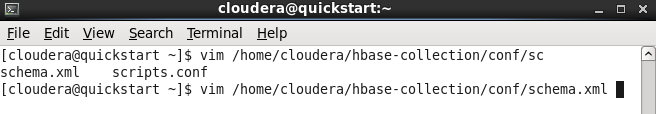 cloudera@quickstart:~
File Edit View Search Terminal Help
[cloudera@quickstart ~]$ vim /home/cloudera/hbase-collection/conf/sc
schema.xml    scripts.conf
[cloudera@quickstart ~]$ vim /home/cloudera/hbase-collection/conf/schema.xml